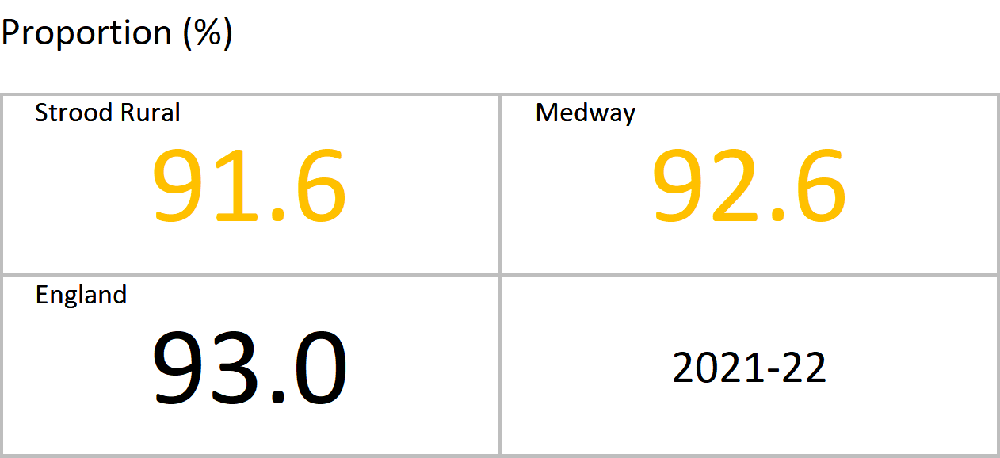 Proportion (%)
Strood Rural
91.6
Medway
92.6
England
93.0
2021-22